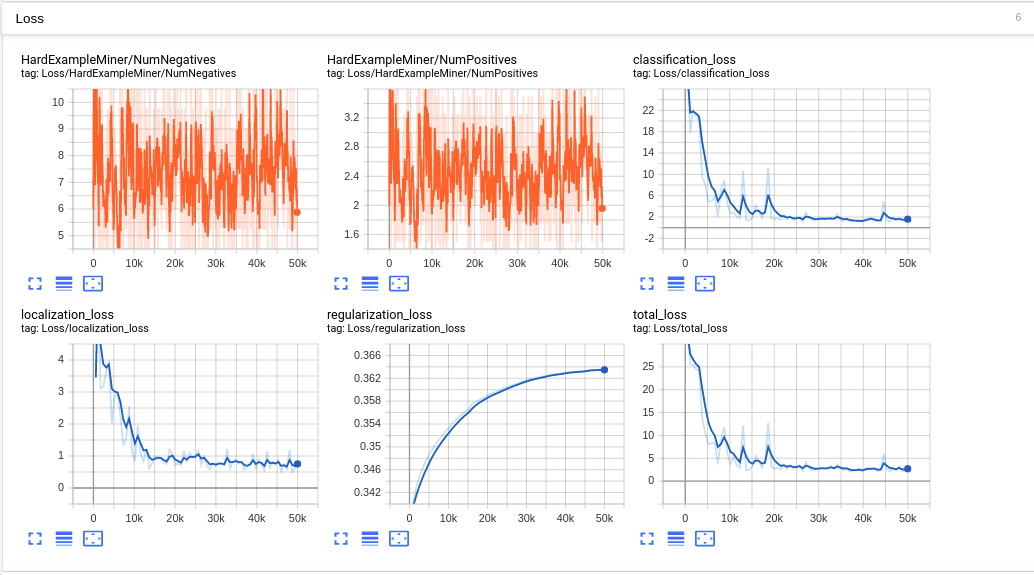 Loss
6
HardExampleMiner/NumNegatives
tag: Loss/HardExampleMiner/NumNegatives
10
9
8
7
6
5
0 10k 20k 30k 40k 50k
HardExampleMiner/NumPositives
tag: Loss/HardExampleMiner/NumPositives
3.2
2.8
2.4
2
1.6
0 10k 20k 30k 40k 50k
classification_loss
tag: Loss/classification_loss
22
18
14
10
6
2
-2
0 10k 20k 30k 40k 50k
localization_loss
tag: Loss/localization_loss
4
3
2
1
0
0 10k 20k 30k 40k 50k
regularization_loss
tag: Loss/regularization_loss
0.366
0.362
0.358
0.354
0.35
0.346
0.342
0 10k 20k 30k 40k 50k
total_loss
tag: Loss/total_loss
25
20
15
10
5
0
0 10k 20k 30k 40k 50k